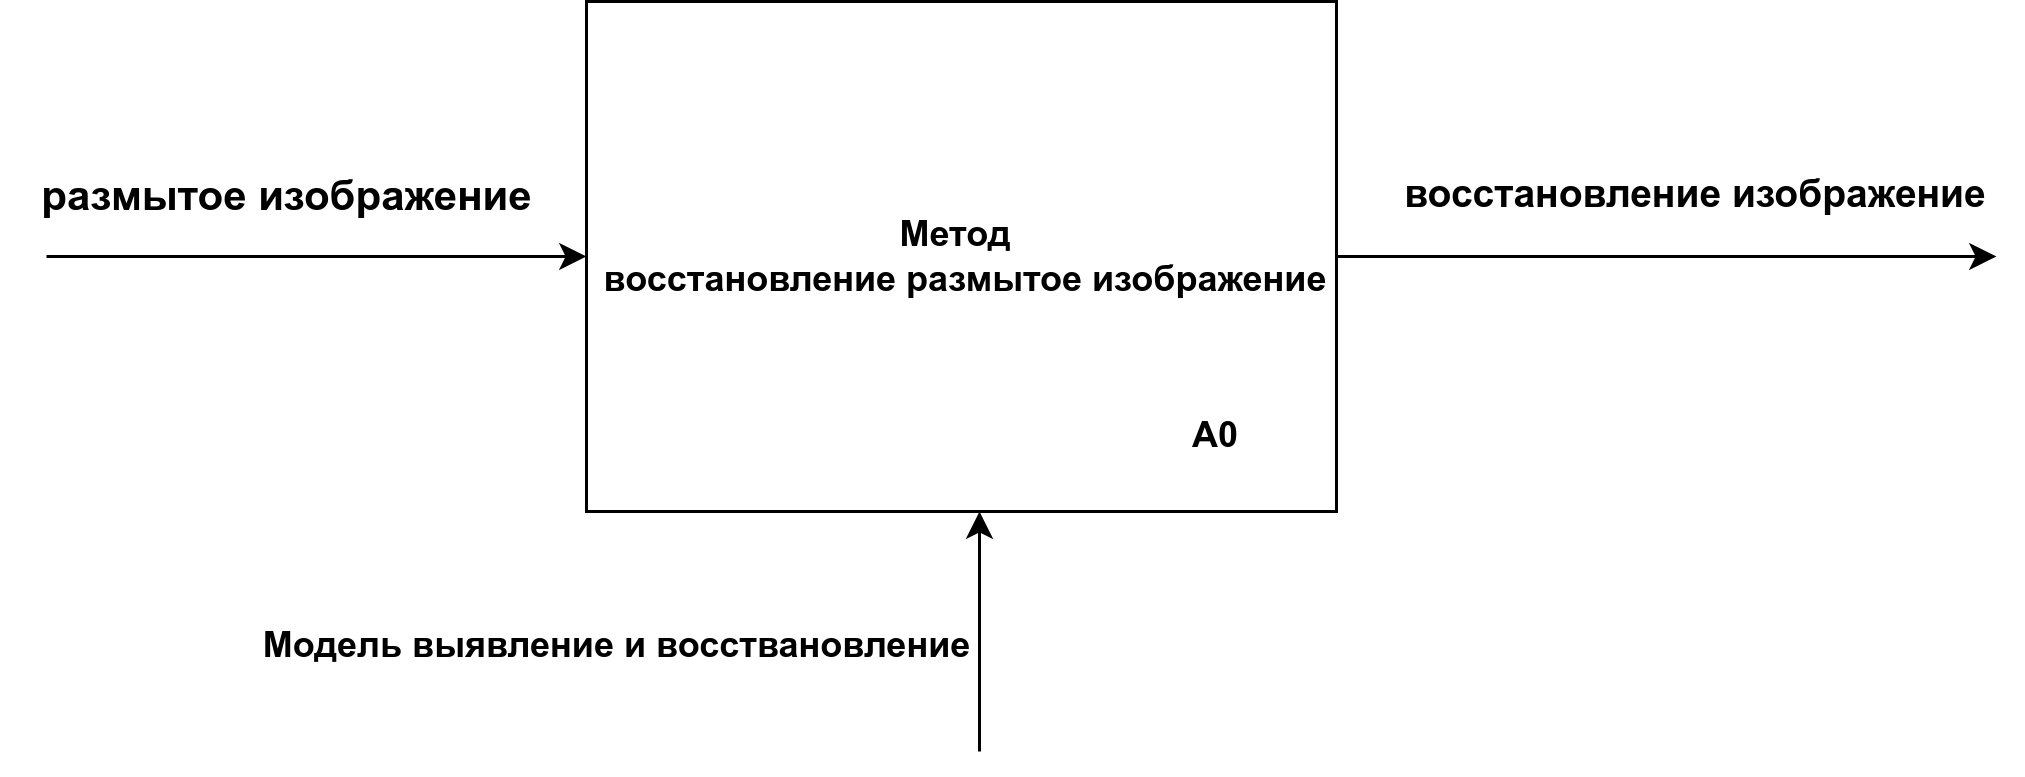 размытое изображение
восстановление изображение
Метод
восстановление размытое изображение
A0
Модель выявление и восствановление